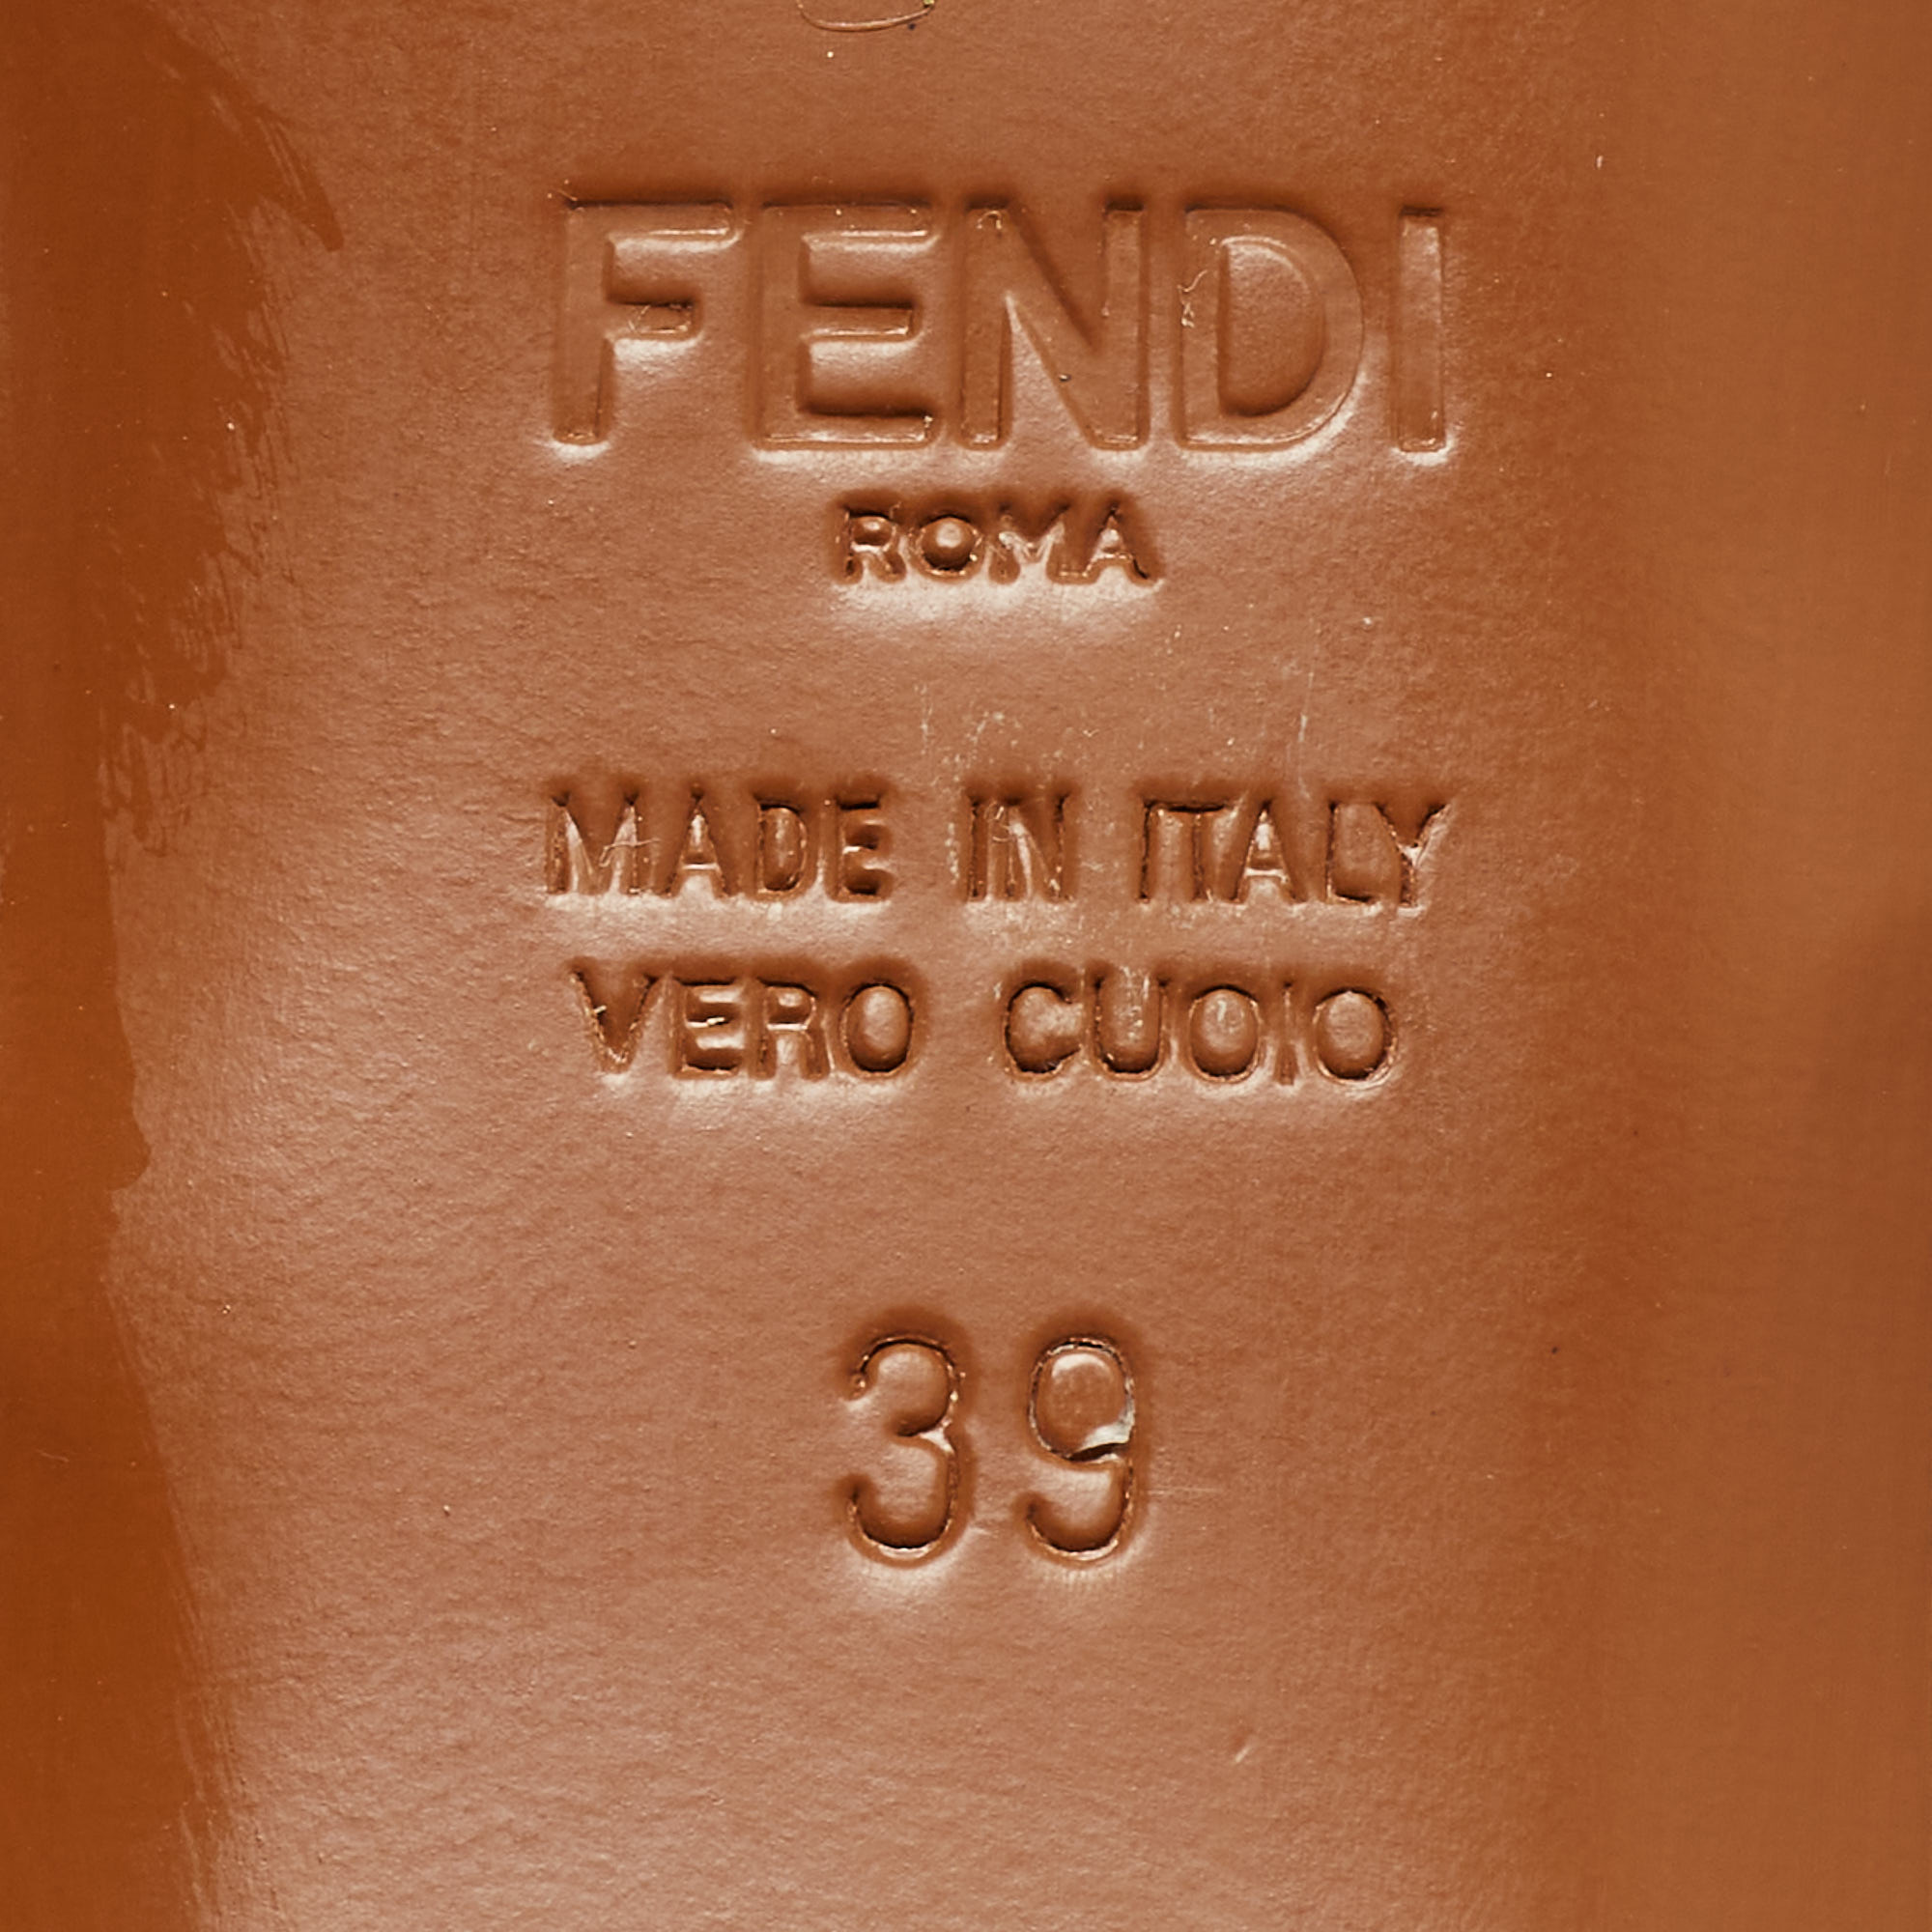 FENDI
ROMA
MADE IN ITALY
VERO CUOIO
39